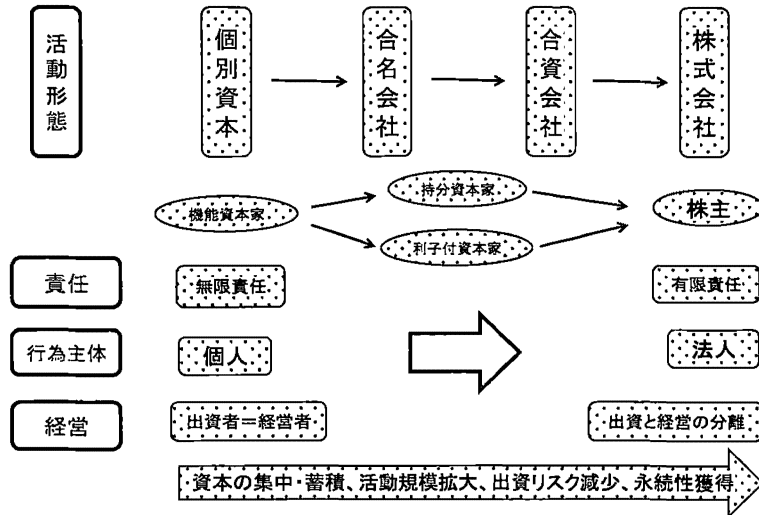 活動形態
個別資本
合名会社
合資会社
株式会社
機能資本家
持分資本家
利子付資本家
株主
責任
無限責任
有限責任
行為主体
個人
法人
経営
出資者＝経営者
出資と経営の分離
資本の集中・蓄積、活動規模拡大、出資リスク減少、永続性獲得